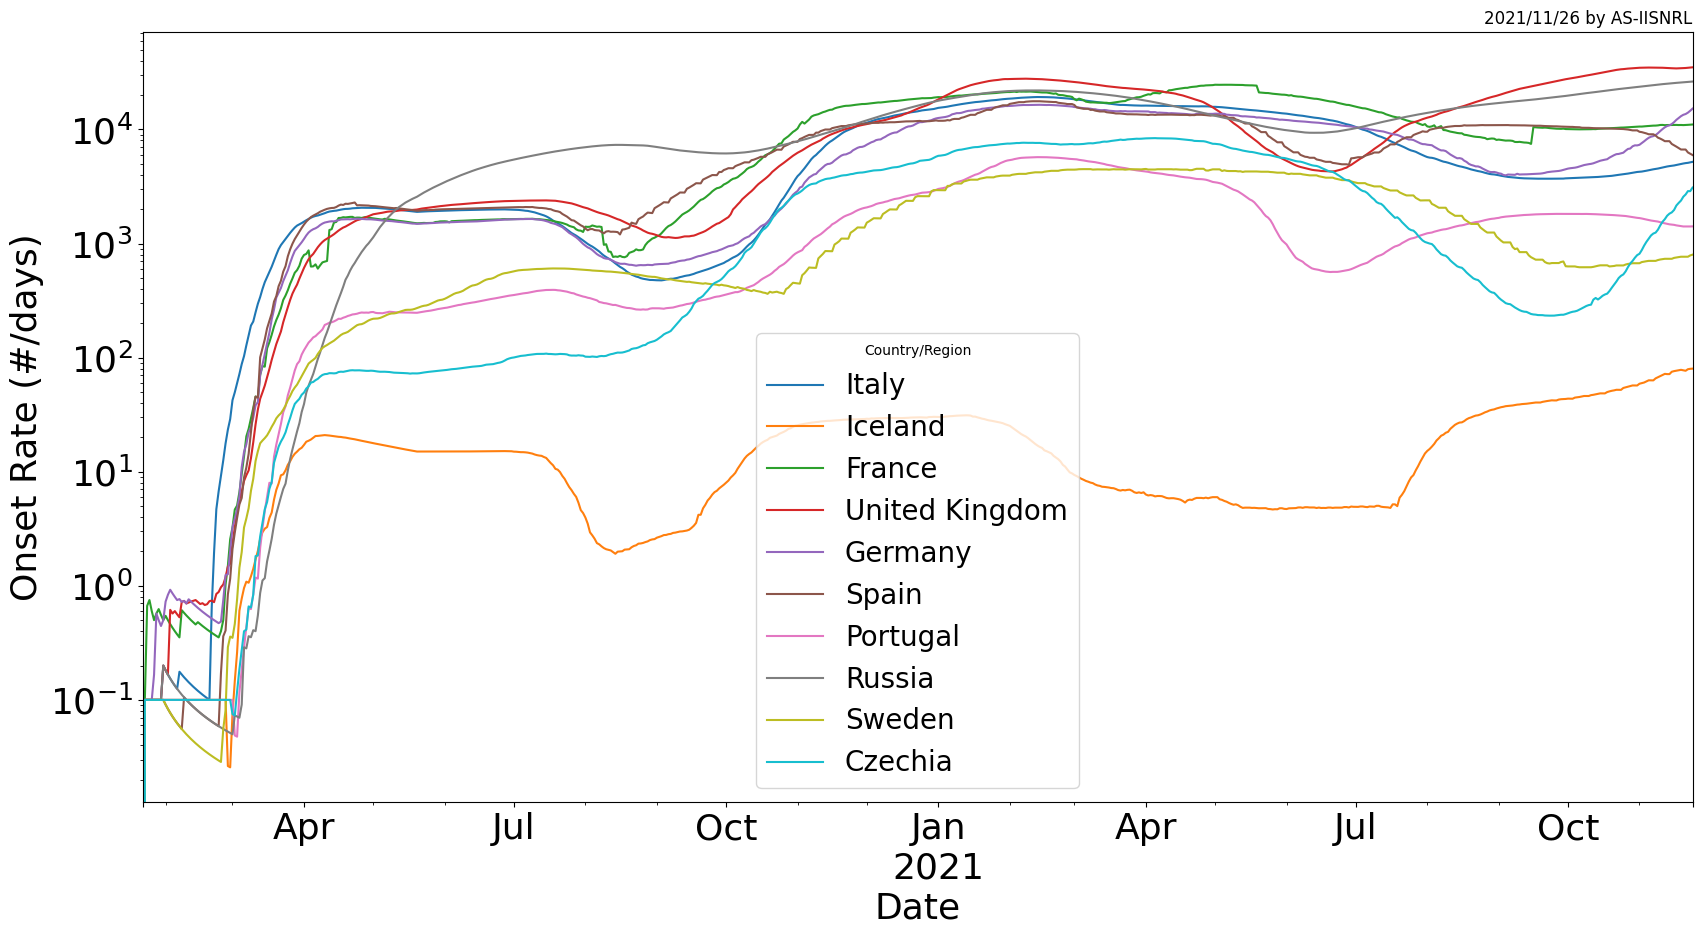 2021/11/26 by AS-IISNRL
Onset Rate (#/days)
10^4
10^3
10^2
10^1
10^0
10^-1
Country/Region
Italy
Iceland
France
United Kingdom
Germany
Spain
Portugal
Russia
Sweden
Czechia
Apr Jul Oct Jan Apr Jul Oct
2021
Date